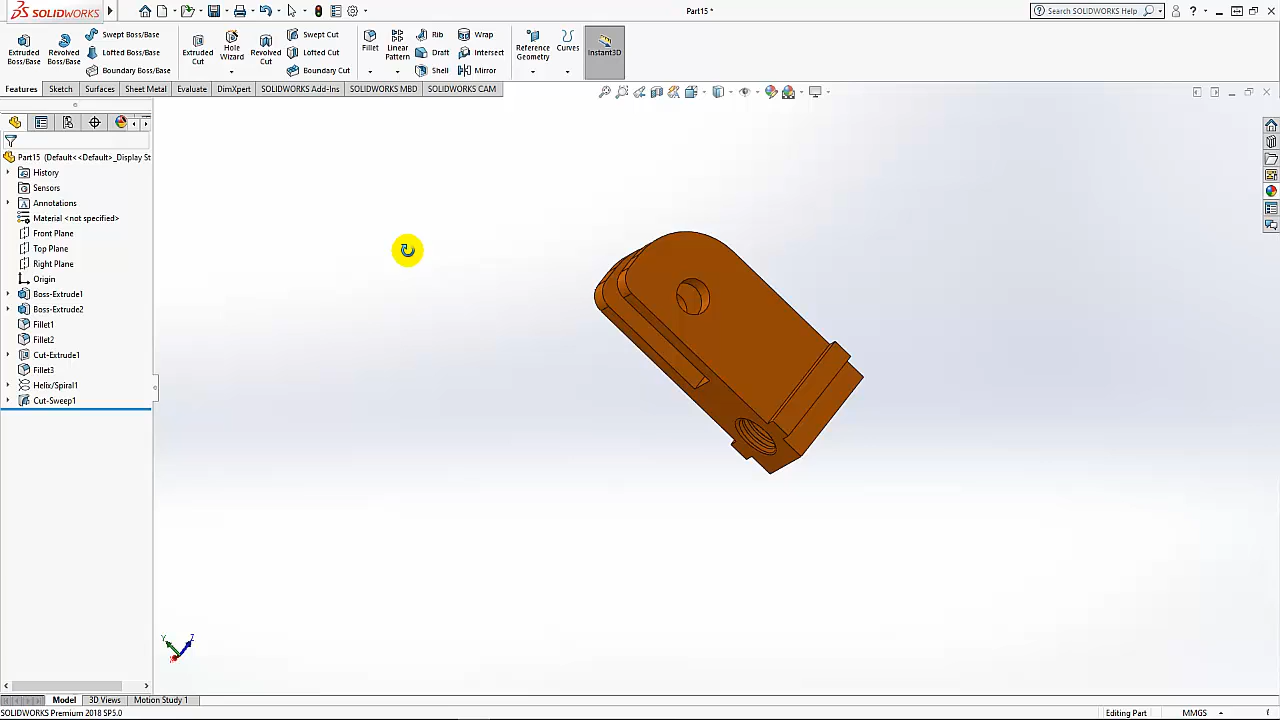 SOLIDWORKS
Part15 *
Search SOLIDWORKS Help
Extruded Boss/Base
Revolved Boss/Base
Swept Boss/Base
Lofted Boss/Base
Boundary Boss/Base
Extruded Cut
Hole Wizard
Revolved Cut
Swept Cut
Lofted Cut
Boundary Cut
Fillet
Linear Pattern
Rib
Draft
Shell
Wrap
Intersect
Mirror
Reference Geometry
Curves
Instant3D
Features
Sketch
Surfaces
Sheet Metal
Evaluate
DimXpert
SOLIDWORKS Add-Ins
SOLIDWORKS MBD
SOLIDWORKS CAM
Part15 (Default<<Default>_Display St
History
Sensors
Annotations
Material <not specified>
Front Plane
Top Plane
Right Plane
Origin
Boss-Extrude1
Boss-Extrude2
Fillet1
Fillet2
Cut-Extrude1
Fillet3
Helix/Spiral1
Cut-Sweep1
Y
Z
X
Model
3D Views
Motion Study 1
SOLIDWORKS Premium 2018 SP5.0
Editing Part
MMGS